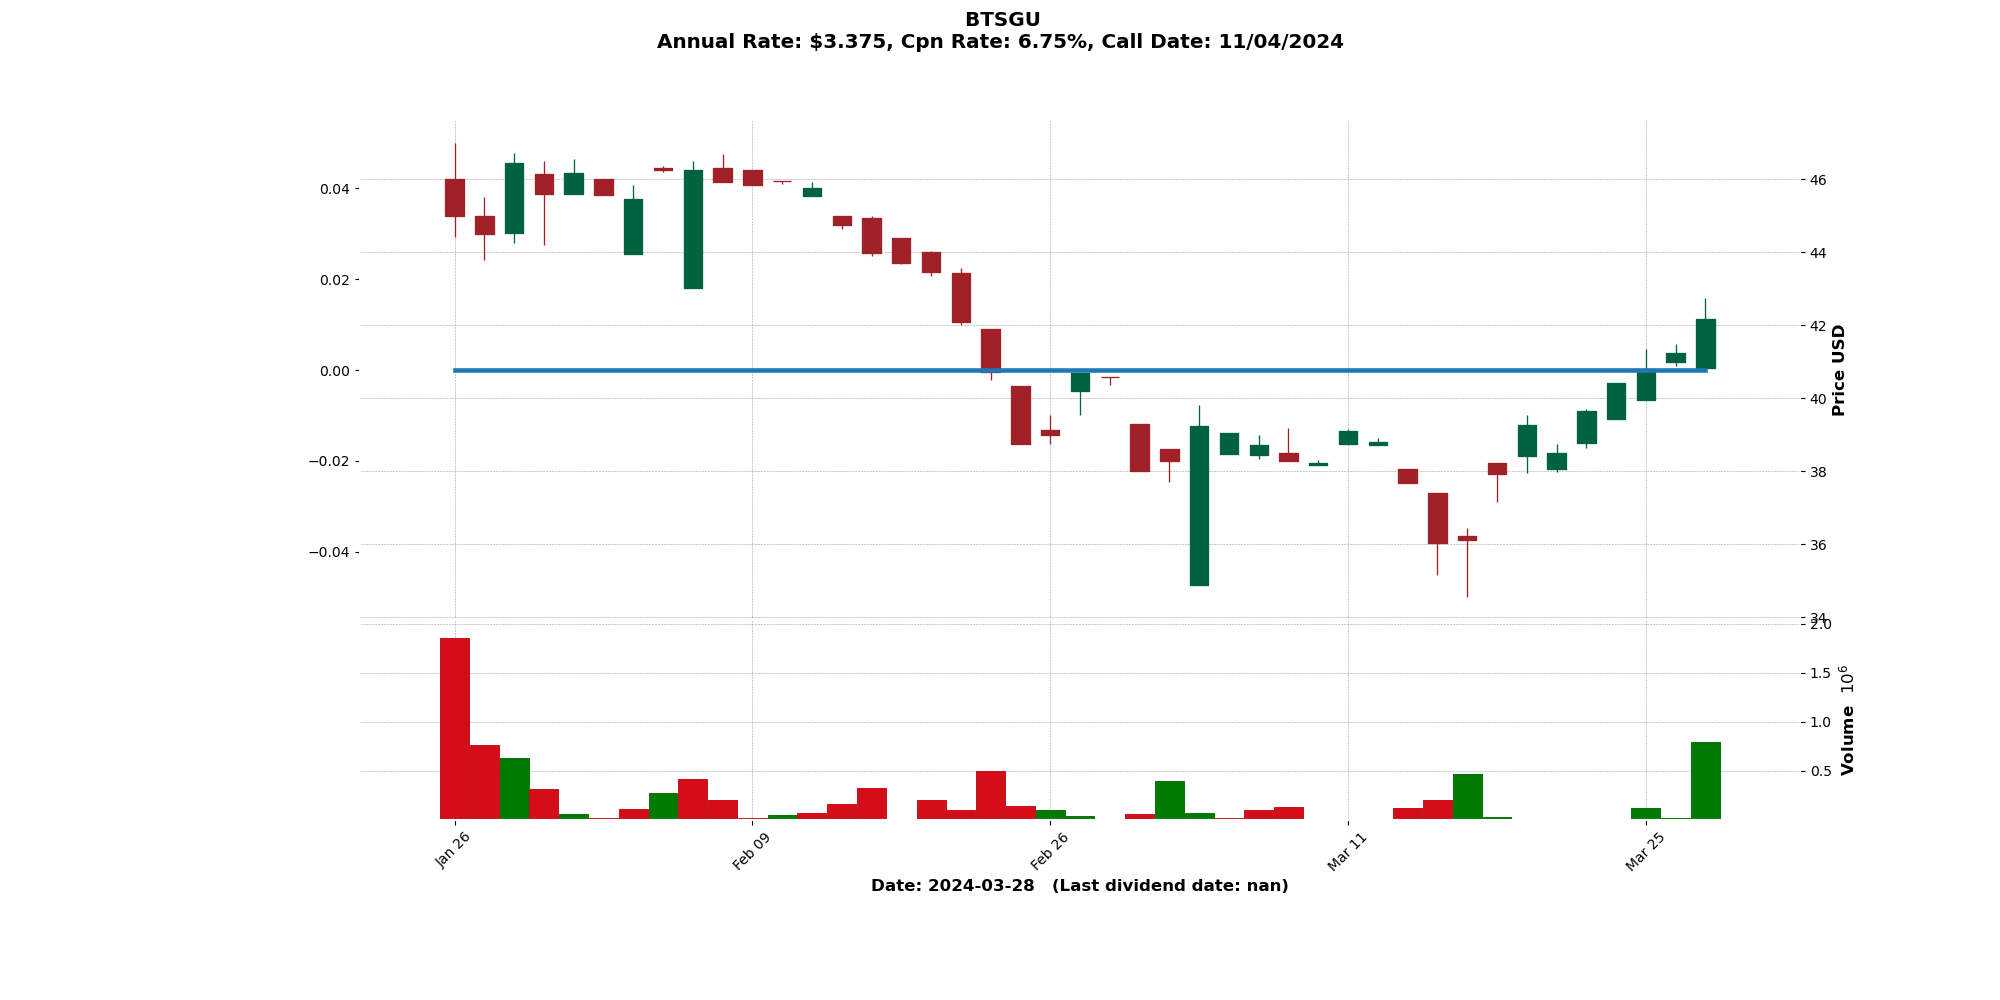 BTSGU
Annual Rate: $3.375, Cpn Rate: 6.75%, Call Date: 11/04/2024
0.04
0.02
0.00
−0.02
−0.04
46
44
42
40
38
36
34
Price USD
2.0
1.5
1.0
0.5
Volume 10^6
Jan 26
Feb 09
Feb 26
Mar 11
Mar 25
Date: 2024-03-28 (Last dividend date: nan)